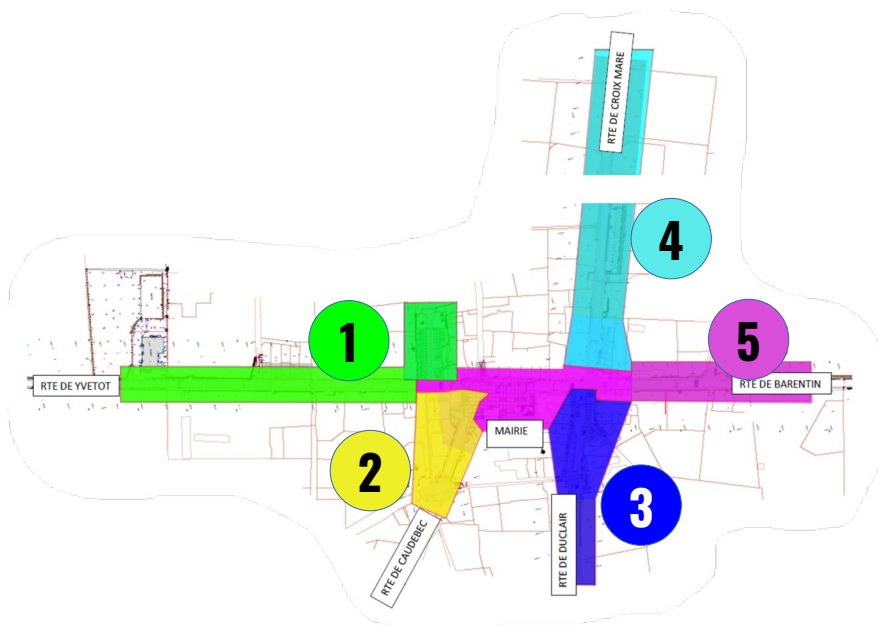 RTE DE CROIX MARE
4
1
5
RTE DE YVETOT
RTE DE BARENTIN
MAIRIE
2
3
RTE DE CAUDEBEC
RTE DE DUCLAIR